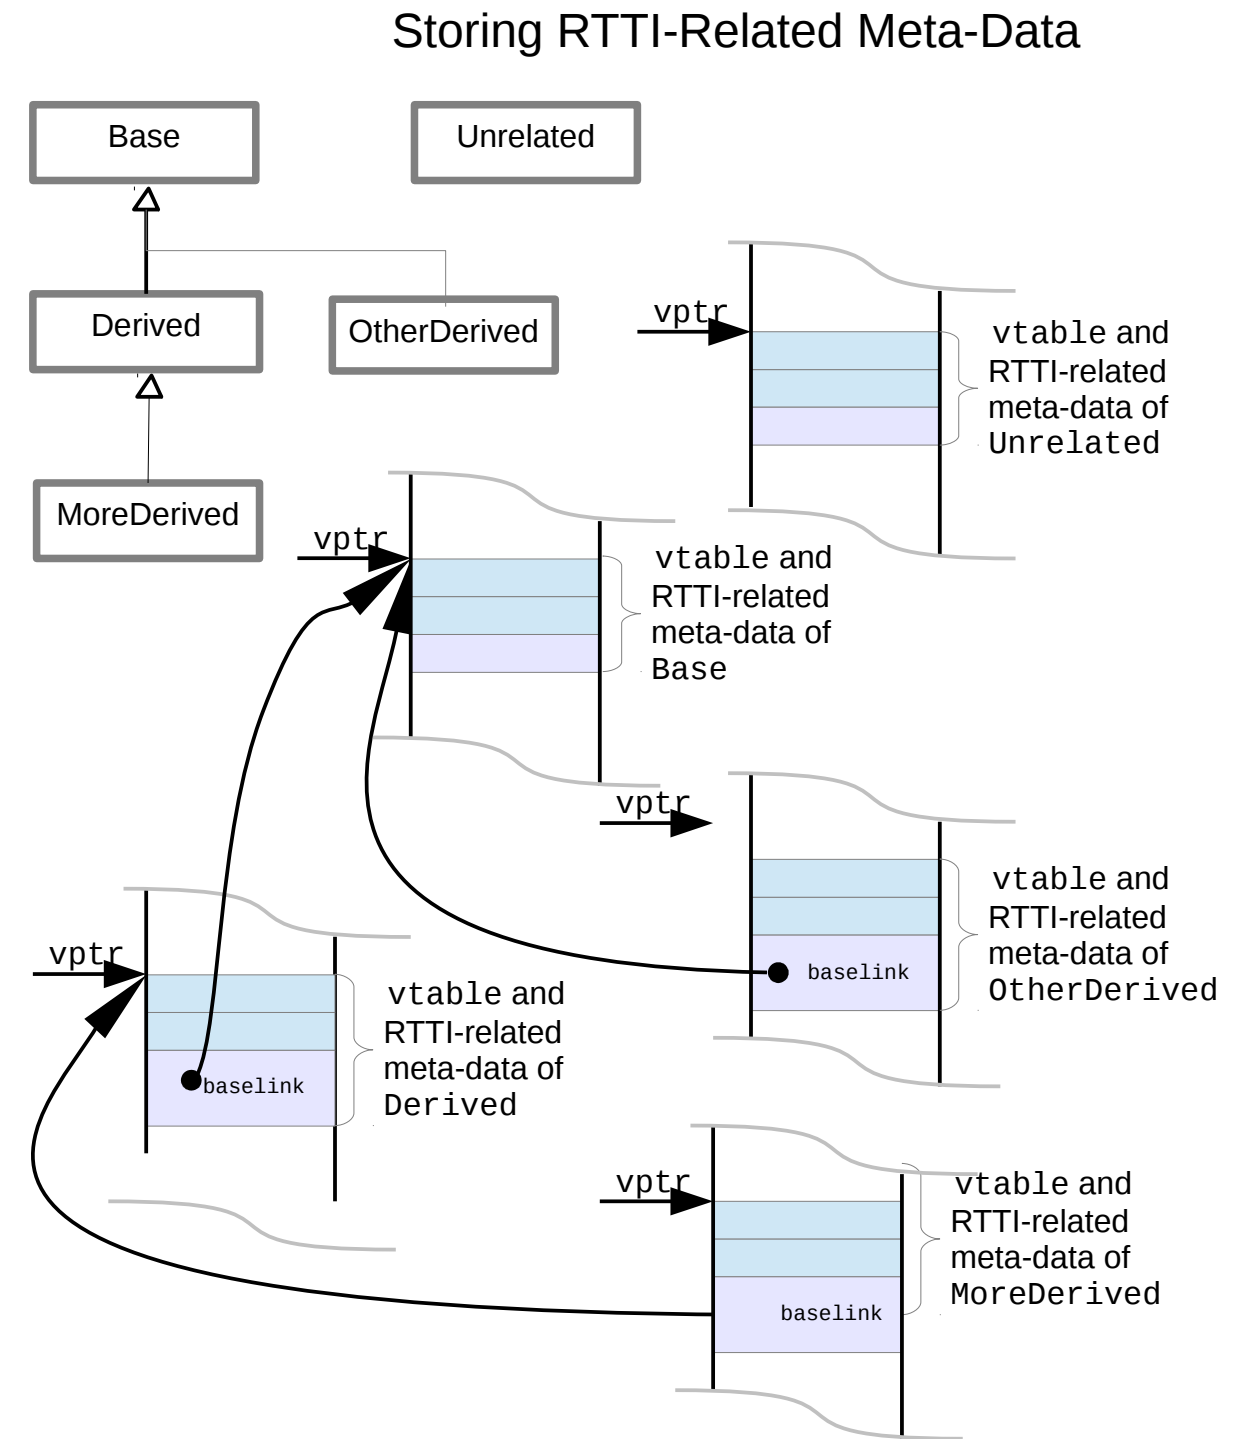 Storing RTTI-Related Meta-Data
Base
Unrelated
Derived
OtherDerived
MoreDerived
vptr
vtable and
RTTI-related
meta-data of
Unrelated
vptr
vtable and
RTTI-related
meta-data of
Base
vptr
vtable and
RTTI-related
meta-data of
OtherDerived
baselink
vptr
vtable and
RTTI-related
meta-data of
Derived
baselink
vptr
vtable and
RTTI-related
meta-data of
MoreDerived
baselink